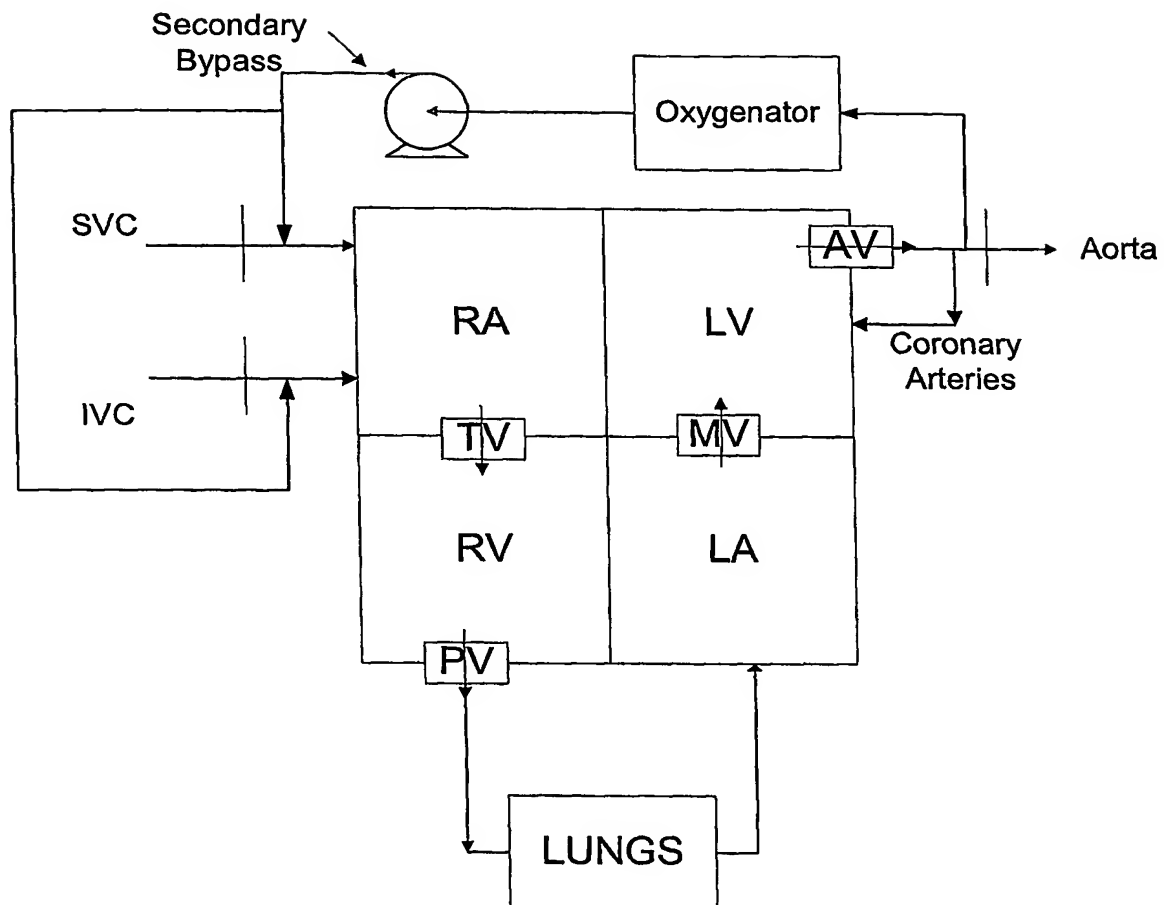 Secondary
Bypass
Oxygenator
SVC
AV
Aorta
RA
LV
Coronary
Arteries
IVC
TV
MV
RV
LA
PV
LUNGS